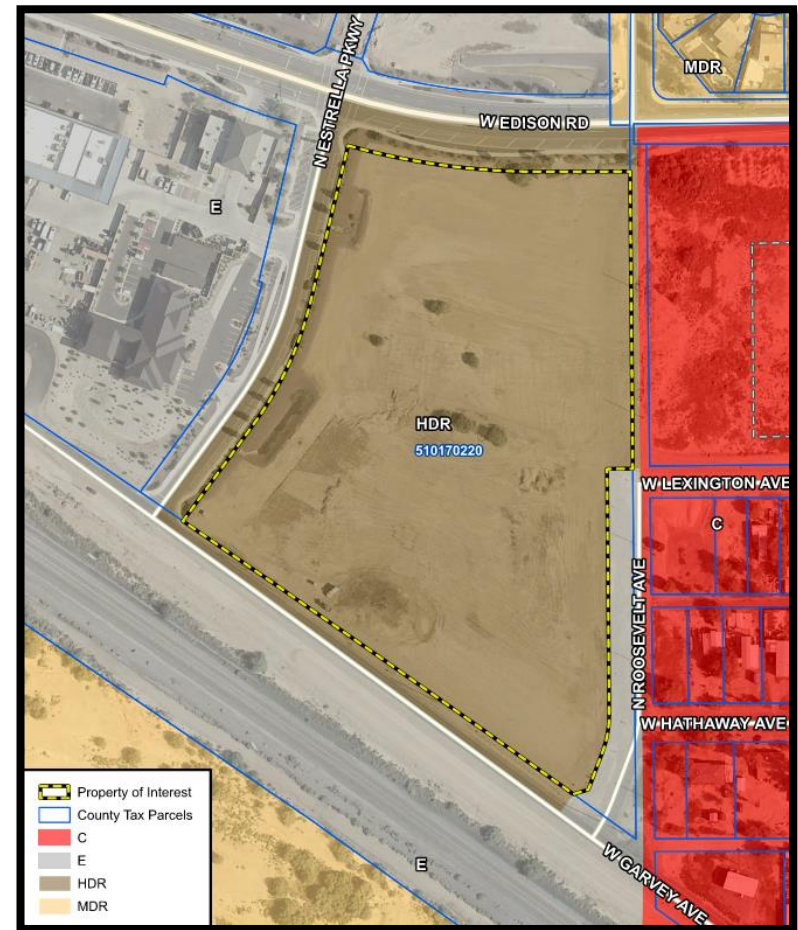 N ESTRELLA PKWY
MDR
W EDISON RD
E
HDR
510170220
W LEXINGTON AVE
C
N ROOSEVELT AVE
W HATHAWAY AVE
E
W GARVEY AVE
Property of Interest
County Tax Parcels
C
E
HDR
MDR